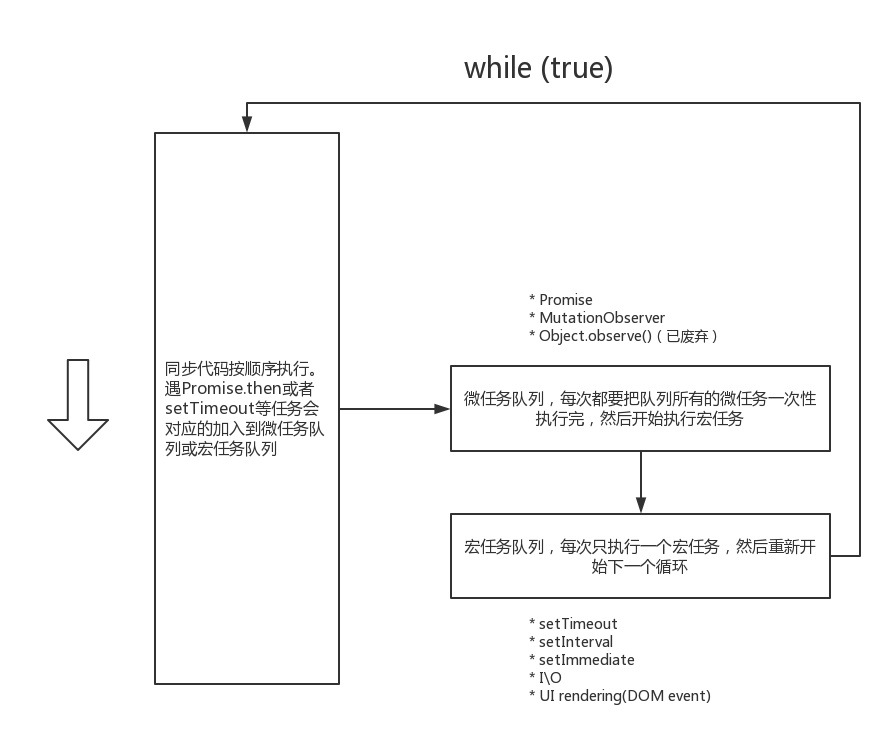 while (true)
* Promise
* MutationObserver
* Object.observe()（已废弃）
同步代码按顺序执行。
遇Promise.then或者
setTimeout等任务会
对应的加入到微任务队
列或宏任务队列
微任务队列，每次都要把队列所有的微任务一次性
执行完，然后开始执行宏任务
宏任务队列，每次只执行一个宏任务，然后重新开
始下一个循环
* setTimeout
* setInterval
* setImmediate
* I\O
* UI rendering(DOM event)